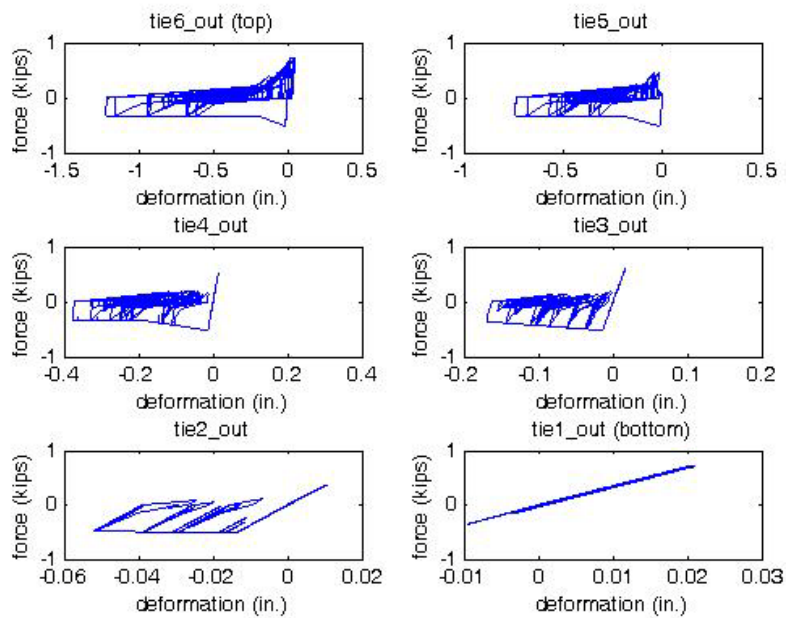 tie6_out (top)
tie5_out
1
0
-1
force (kips)
-1.5
-1
-0.5
0
0.5
deformation (in.)
1
0
-1
force (kips)
-1
-0.5
0
0.5
deformation (in.)
tie4_out
tie3_out
1
0
-1
force (kips)
-0.4
-0.2
0
0.2
0.4
deformation (in.)
1
0
-1
force (kips)
-0.2
-0.1
0
0.1
0.2
deformation (in.)
tie2_out
tie1_out (bottom)
1
0
-1
force (kips)
-0.06
-0.04
-0.02
0
0.02
deformation (in.)
1
0
-1
force (kips)
-0.01
0
0.01
0.02
0.03
deformation (in.)